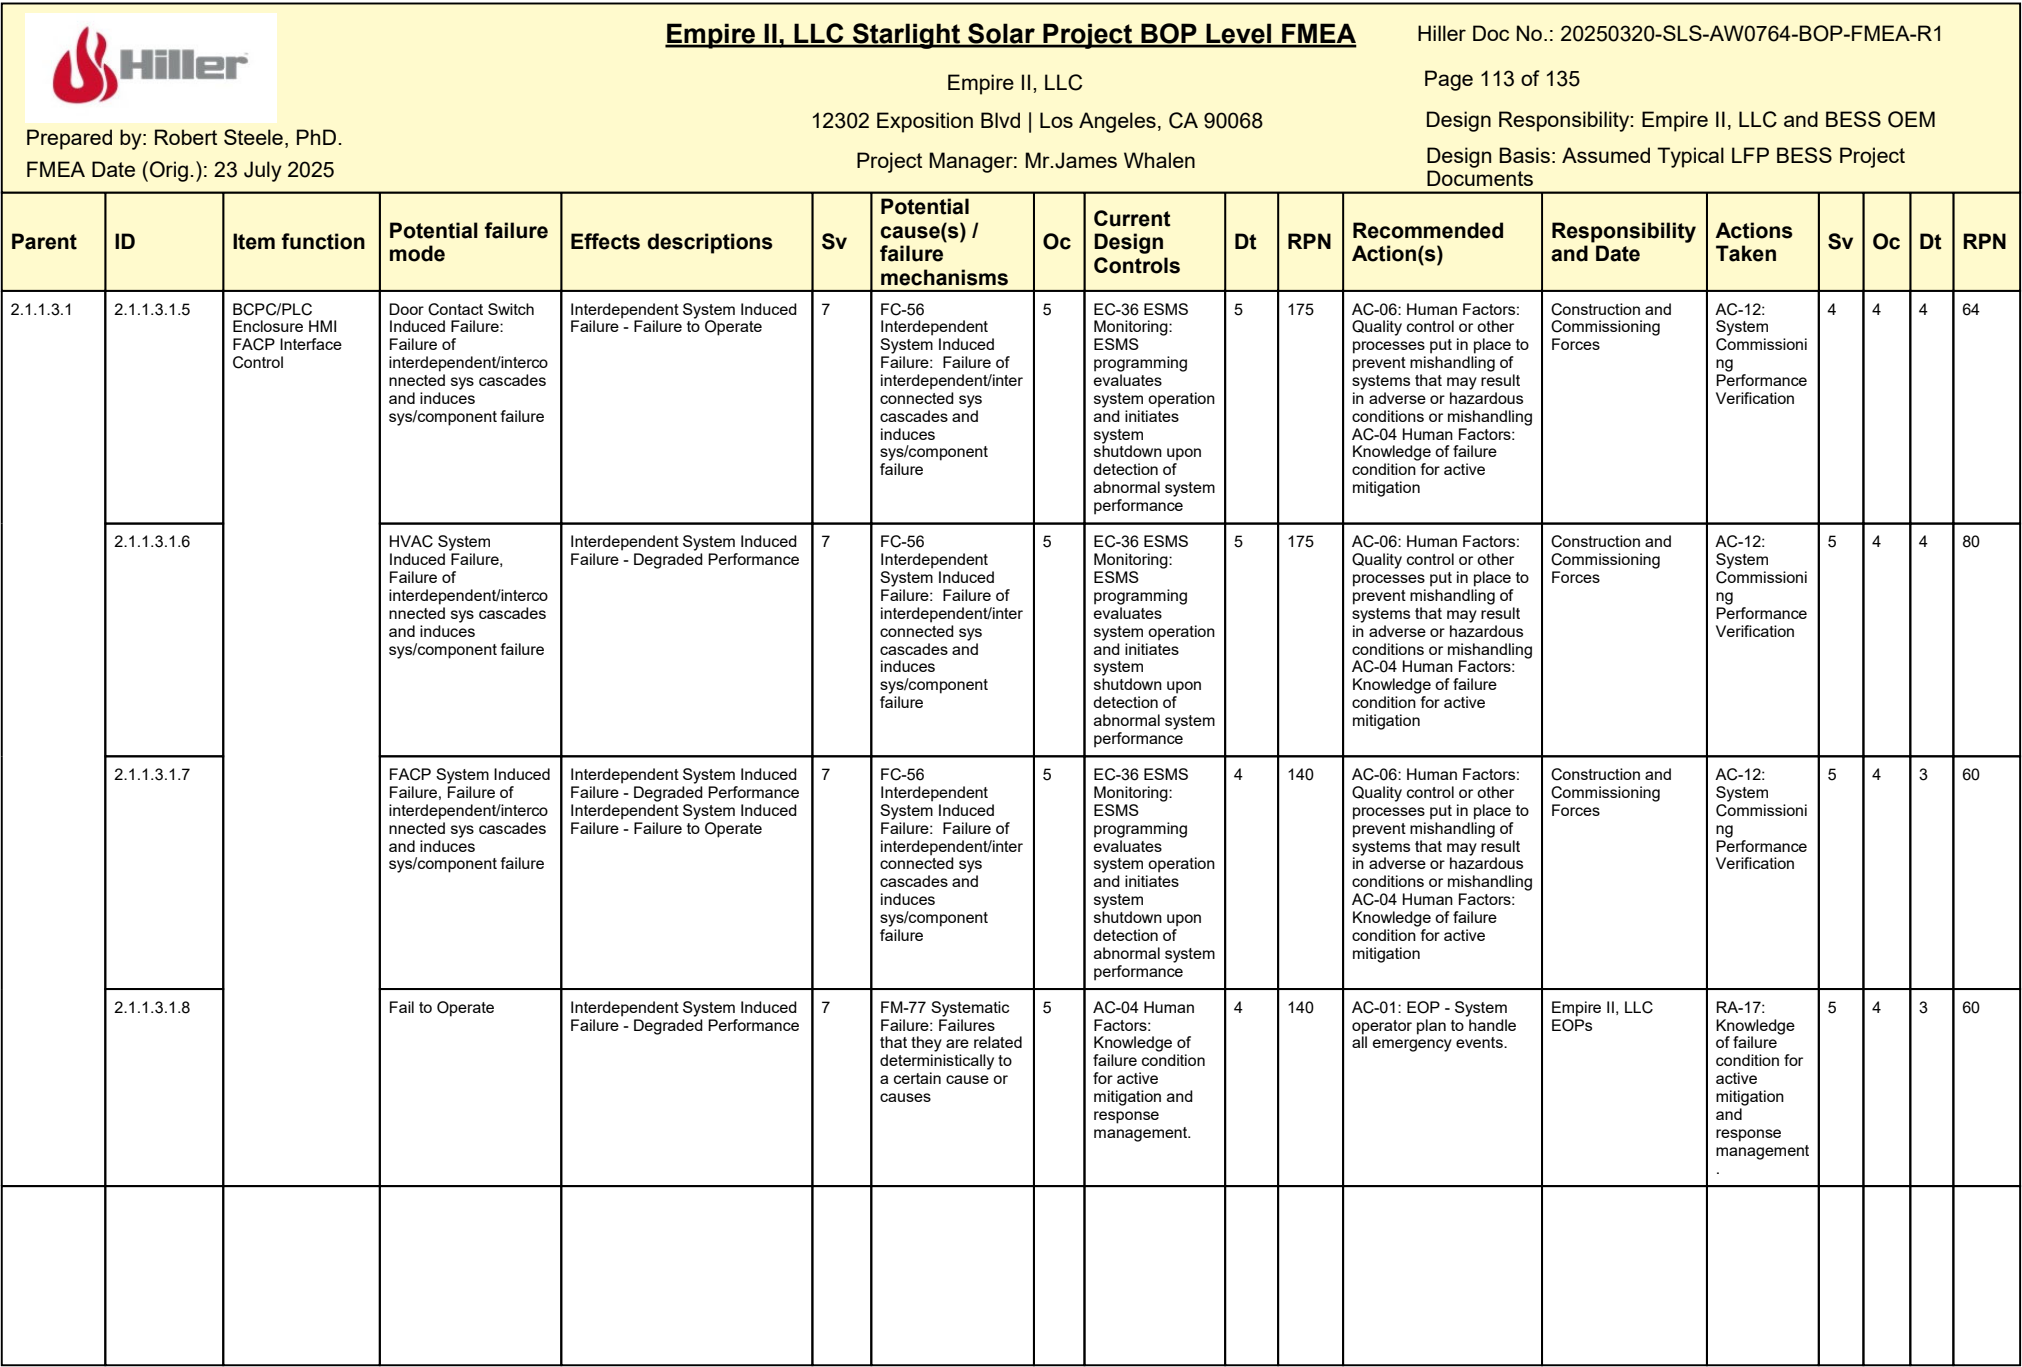 Hiller
Prepared by: Robert Steele, PhD.
FMEA Date (Orig.): 23 July 2025
Empire II, LLC Starlight Solar Project BOP Level FMEA
Empire II, LLC
12302 Exposition Blvd | Los Angeles, CA 90068
Project Manager: Mr.James Whalen
Hiller Doc No.: 20250320-SLS-AW0764-BOP-FMEA-R1
Page 113 of 135
Design Responsibility: Empire II, LLC and BESS OEM
Design Basis: Assumed Typical LFP BESS Project
Documents
Parent
ID
Item function
Potential failure
mode
Effects descriptions
Sv
Potential
cause(s) /
failure
mechanisms
Oc
Current
Design
Controls
Dt
RPN
Recommended
Action(s)
Responsibility
and Date
Actions
Taken
Sv
Oc
Dt
RPN
2.1.1.3.1
2.1.1.3.1.5
BCPC/PLC
Enclosure HMI
FACP Interface
Control
Door Contact Switch
Induced Failure:
Failure of
interdependent/interco
nnected sys cascades
and induces
sys/component failure
Interdependent System Induced
Failure - Failure to Operate
7
FC-56
Interdependent
System Induced
Failure:  Failure of
interdependent/inter
connected sys
cascades and
induces
sys/component
failure
5
EC-36 ESMS
Monitoring:
ESMS
programming
evaluates
system operation
and initiates
system
shutdown upon
detection of
abnormal system
performance
5
175
AC-06: Human Factors:
Quality control or other
processes put in place to
prevent mishandling of
systems that may result
in adverse or hazardous
conditions or mishandling
AC-04 Human Factors:
Knowledge of failure
condition for active
mitigation
Construction and
Commissioning
Forces
AC-12:
System
Commissioni
ng
Performance
Verification
4
4
4
64
2.1.1.3.1.6
HVAC System
Induced Failure,
Failure of
interdependent/interco
nnected sys cascades
and induces
sys/component failure
Interdependent System Induced
Failure - Degraded Performance
7
FC-56
Interdependent
System Induced
Failure:  Failure of
interdependent/inter
connected sys
cascades and
induces
sys/component
failure
5
EC-36 ESMS
Monitoring:
ESMS
programming
evaluates
system operation
and initiates
system
shutdown upon
detection of
abnormal system
performance
5
175
AC-06: Human Factors:
Quality control or other
processes put in place to
prevent mishandling of
systems that may result
in adverse or hazardous
conditions or mishandling
AC-04 Human Factors:
Knowledge of failure
condition for active
mitigation
Construction and
Commissioning
Forces
AC-12:
System
Commissioni
ng
Performance
Verification
5
4
4
80
2.1.1.3.1.7
FACP System Induced
Failure, Failure of
interdependent/interco
nnected sys cascades
and induces
sys/component failure
Interdependent System Induced
Failure - Degraded Performance
Interdependent System Induced
Failure - Failure to Operate
7
FC-56
Interdependent
System Induced
Failure:  Failure of
interdependent/inter
connected sys
cascades and
induces
sys/component
failure
5
EC-36 ESMS
Monitoring:
ESMS
programming
evaluates
system operation
and initiates
system
shutdown upon
detection of
abnormal system
performance
4
140
AC-06: Human Factors:
Quality control or other
processes put in place to
prevent mishandling of
systems that may result
in adverse or hazardous
conditions or mishandling
AC-04 Human Factors:
Knowledge of failure
condition for active
mitigation
Construction and
Commissioning
Forces
AC-12:
System
Commissioni
ng
Performance
Verification
5
4
3
60
2.1.1.3.1.8
Fail to Operate
Interdependent System Induced
Failure - Degraded Performance
7
FM-77 Systematic
Failure: Failures
that they are related
deterministically to
a certain cause or
causes
5
AC-04 Human
Factors:
Knowledge of
failure condition
for active
mitigation and
response
management.
4
140
AC-01: EOP - System
operator plan to handle
all emergency events.
Empire II, LLC
EOPs
RA-17:
Knowledge
of failure
condition for
active
mitigation
and
response
management
.
5
4
3
60